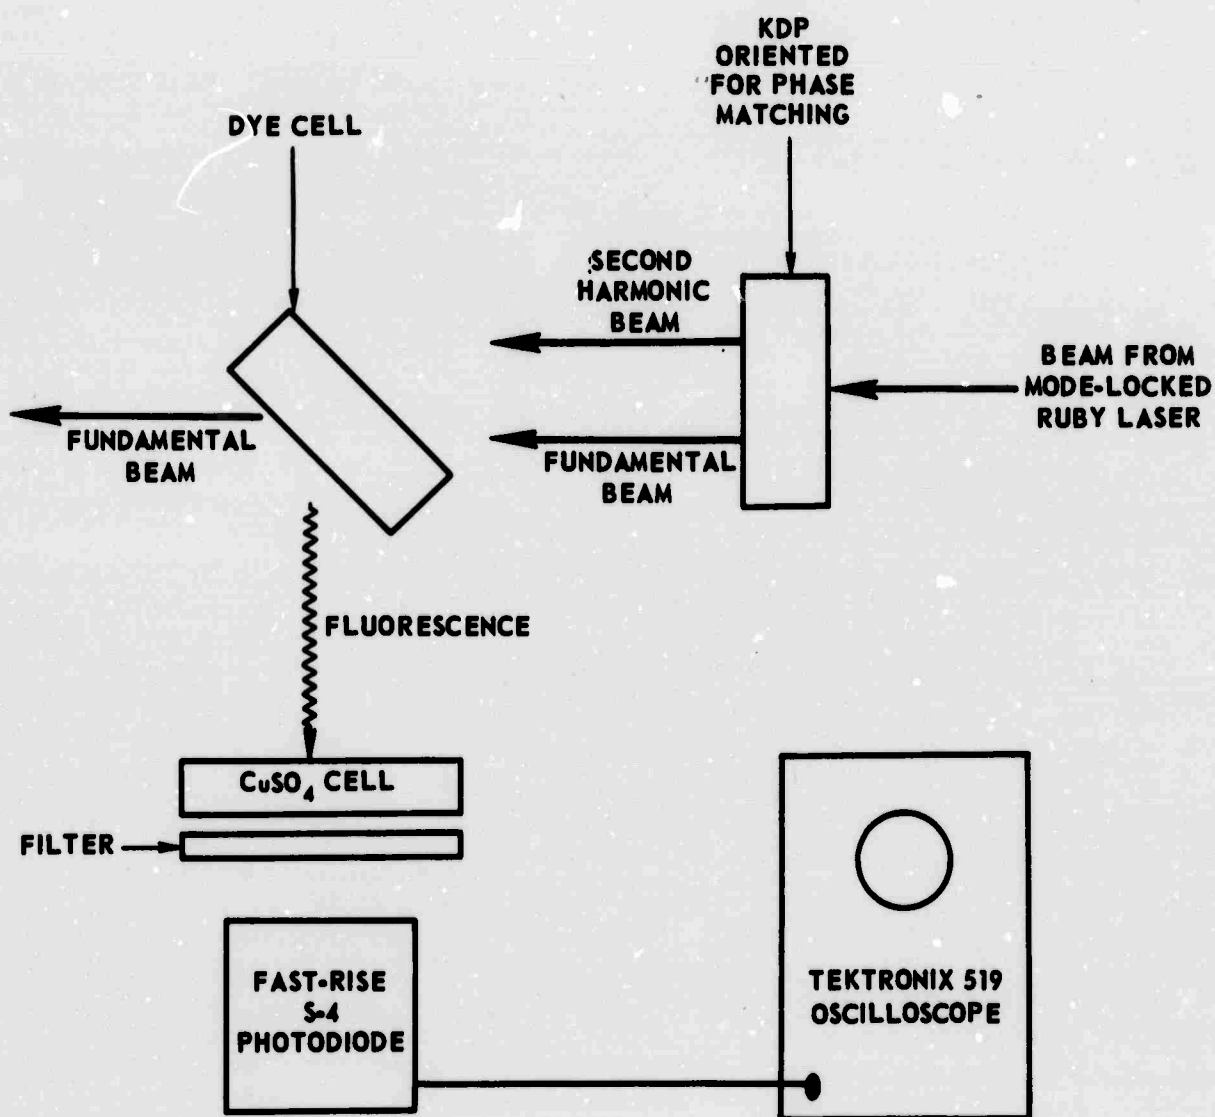 KDP
ORIENTED
FOR PHASE
MATCHING
DYE CELL
SECOND
HARMONIC
BEAM
BEAM FROM
MODE-LOCKED
RUBY LASER
FUNDAMENTAL
BEAM
FUNDAMENTAL
BEAM
FLUORESCENCE
CuSO4 CELL
FILTER
FAST-RISE
S-4
PHOTODIODE
TEKTRONIX 519
OSCILLOSCOPE